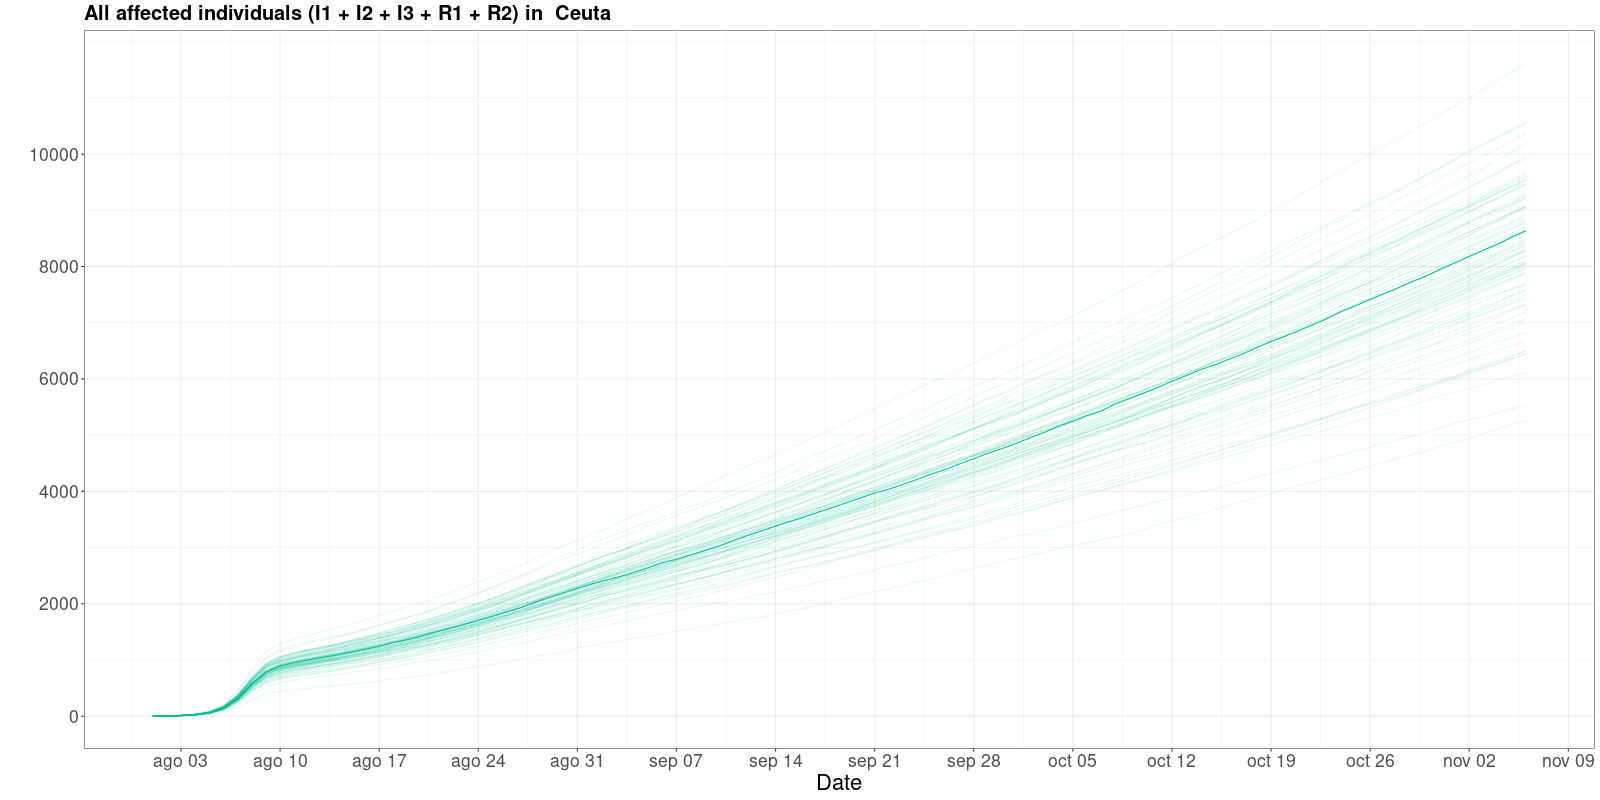 All affected individuals (I1 + I2 + I3 + R1 + R2) in  Ceuta
10000
8000
6000
4000
2000
0
ago 03 ago 10 ago 17 ago 24 ago 31 sep 07 sep 14 sep 21 sep 28 oct 05 oct 12 oct 19 oct 26 nov 02 nov 09
Date